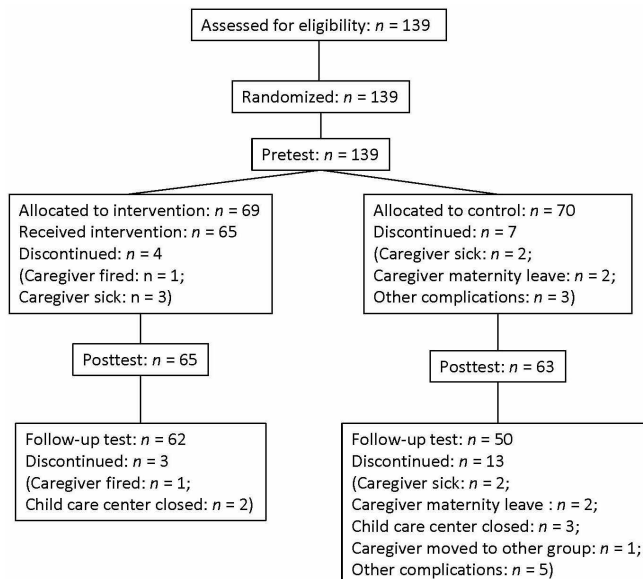 Assessed for eligibility: n = 139
Randomized: n = 139
Pretest: n = 139
Allocated to intervention: n = 69
Received intervention: n = 65
Discontinued: n = 4
(Caregiver fired: n = 1;
Caregiver sick: n = 3)
Allocated to control: n = 70
Discontinued: n = 7
(Caregiver sick: n = 2;
Caregiver maternity leave: n = 2;
Other complications: n = 3)
Posttest: n = 65
Posttest: n = 63
Follow-up test: n = 62
Discontinued: n = 3
(Caregiver fired: n = 1;
Child care center closed: n = 2)
Follow-up test: n = 50
Discontinued: n = 13
(Caregiver sick: n = 2;
Caregiver maternity leave : n = 2;
Child care center closed: n = 3;
Caregiver moved to other group: n = 1;
Other complications: n = 5)